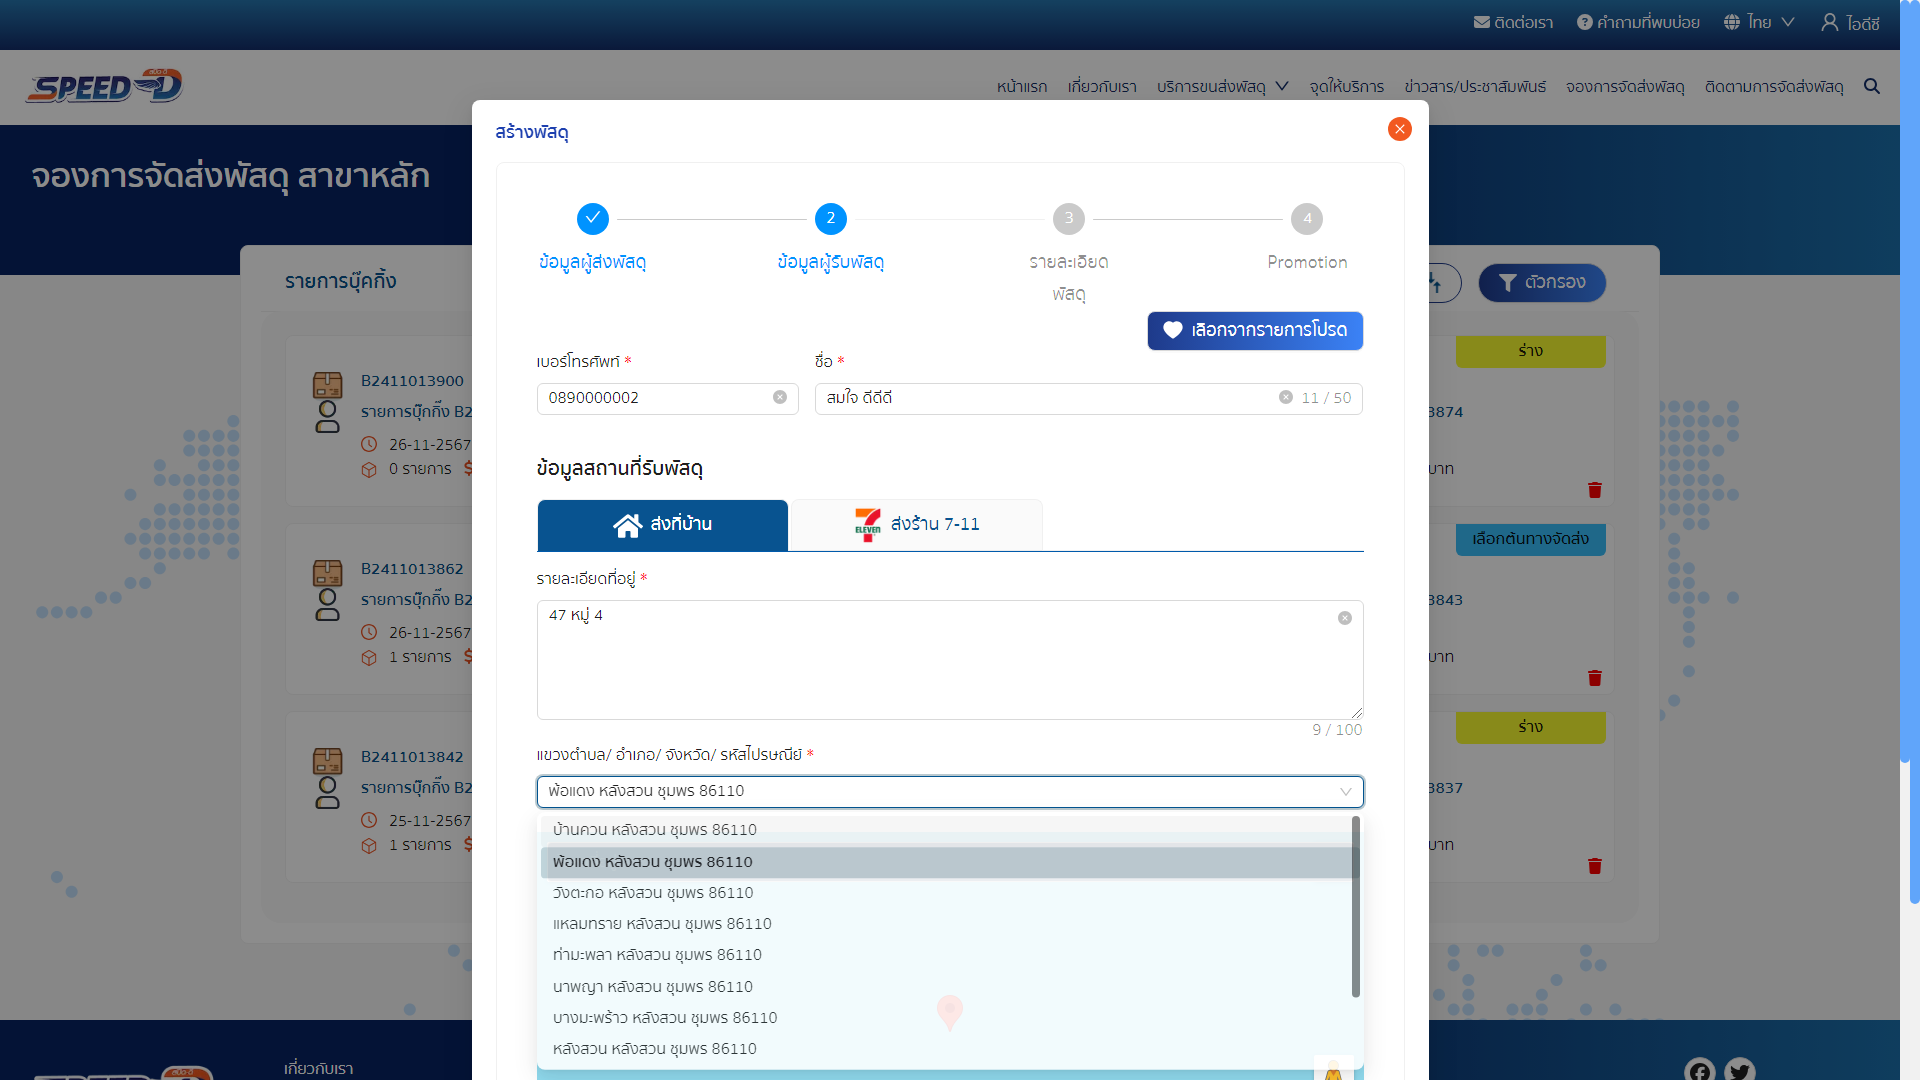 ติดต่อเรา
คำถามที่พบบ่อย
ไทย
ไอดีซี
สปีด-ดี
SPEED-D
หน้าแรก
เกี่ยวกับเรา
บริการขนส่งพัสดุ
จุดให้บริการ
ข่าวสาร/ประชาสัมพันธ์
จองการจัดส่งพัสดุ
ติดตามการจัดส่งพัสดุ
จองการจัดส่งพัสดุ สาขาหลัก
สร้างพัสดุ
2
3
4
ข้อมูลผู้ส่งพัสดุ
ข้อมูลผู้รับพัสดุ
รายละเอียด
พัสดุ
Promotion
เลือกจากรายการโปรด
เบอร์โทรศัพท์ *
ชื่อ *
0890000002
สมใจ ดีดีดี
11 / 50
ข้อมูลสถานที่รับพัสดุ
ส่งที่บ้าน
7 ELEVEN
ส่งร้าน 7-11
รายละเอียดที่อยู่ *
47 หมู่ 4
9 / 100
แขวงตำบล/ อำเภอ/ จังหวัด/ รหัสไปรษณีย์ *
พ้อแดง หลังสวน ชุมพร 86110
บ้านควน หลังสวน ชุมพร 86110
พ้อแดง หลังสวน ชุมพร 86110
วังตะกอ หลังสวน ชุมพร 86110
แหลมทราย หลังสวน ชุมพร 86110
ท่ามะพลา หลังสวน ชุมพร 86110
นาพญา หลังสวน ชุมพร 86110
บางมะพร้าว หลังสวน ชุมพร 86110
หลังสวน หลังสวน ชุมพร 86110
รายการบุ๊คกิ้ง
ตัวกรอง
B2411013900
รายการบุ๊กกิ้ง B2
26-11-2567
0 รายการ
B2411013862
รายการบุ๊กกิ้ง B2
26-11-2567
1 รายการ
B2411013842
รายการบุ๊กกิ้ง B2
25-11-2567
1 รายการ
ร่าง
3874
บาท
เลือกต้นทางจัดส่ง
3843
บาท
ร่าง
3837
บาท
เกี่ยวกับเรา